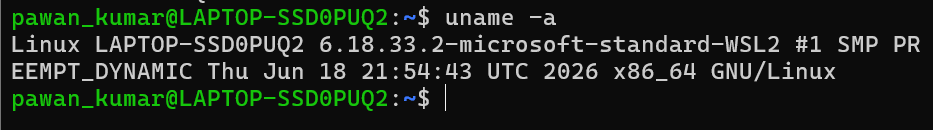 pawan_kumar@LAPTOP-SSD0PUQ2:~$ uname -a
Linux LAPTOP-SSD0PUQ2 6.18.33.2-microsoft-standard-WSL2 #1 SMP PR
EEMPT_DYNAMIC Thu Jun 18 21:54:43 UTC 2026 x86_64 GNU/Linux
pawan_kumar@LAPTOP-SSD0PUQ2:~$